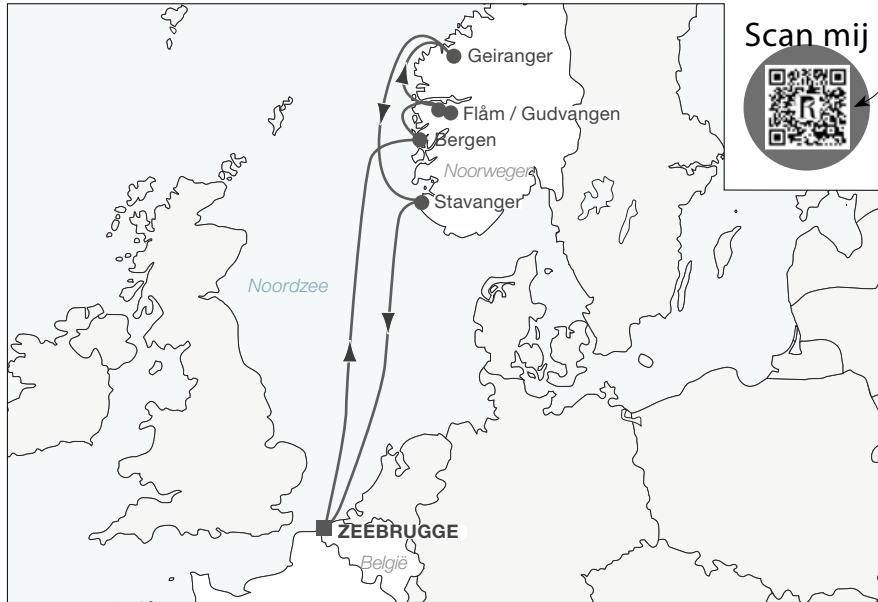 Scan mij
R
Geiranger
Flåm / Gudvangen
Bergen
Noorwegen
Stavanger
Noordzee
ZEEBRUGGE
België